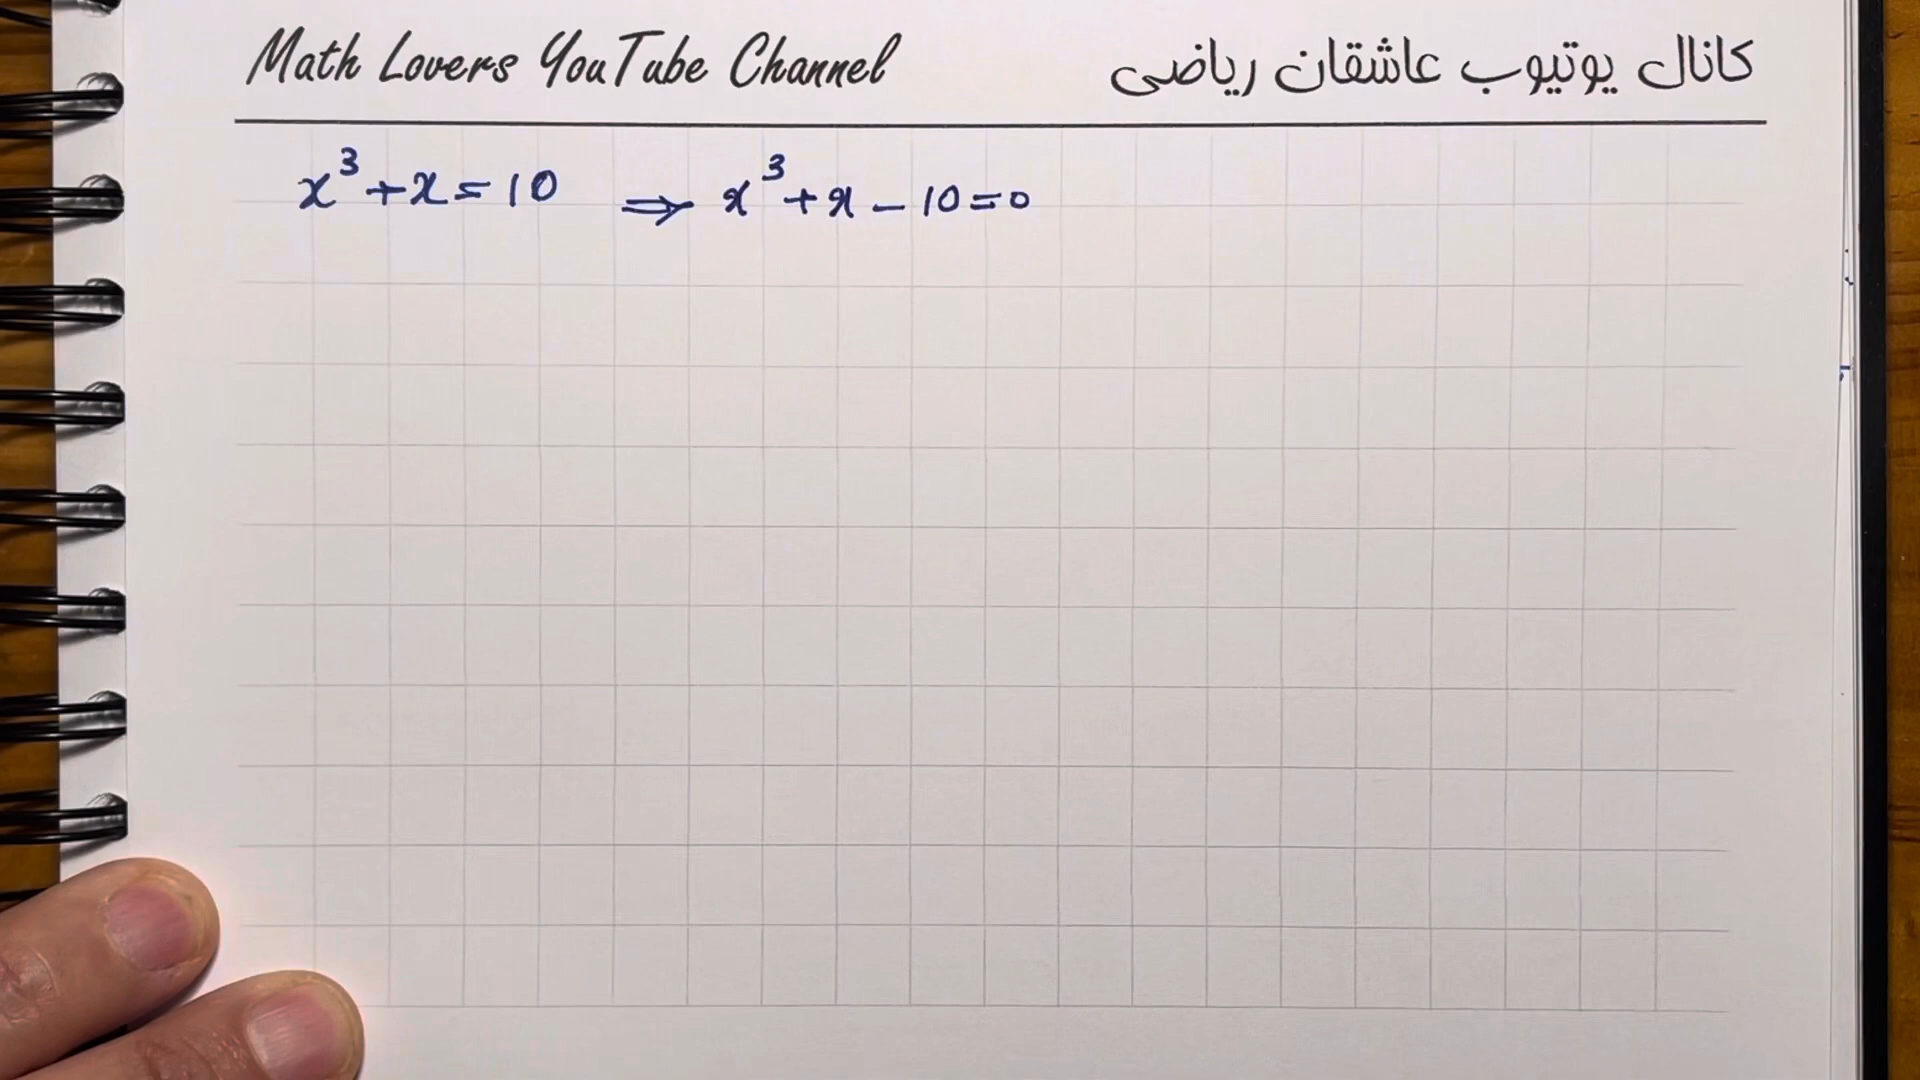 Math Lovers YouTube Channel
کانال یوتیوب عاشقان ریاضی
x³+x=10 ⇒ x³+x-10=0